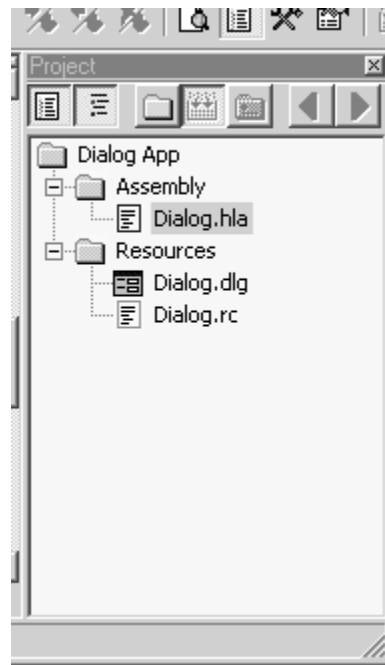 Project
Dialog App
Assembly
Dialog.hla
Resources
Dialog.dlg
Dialog.rc